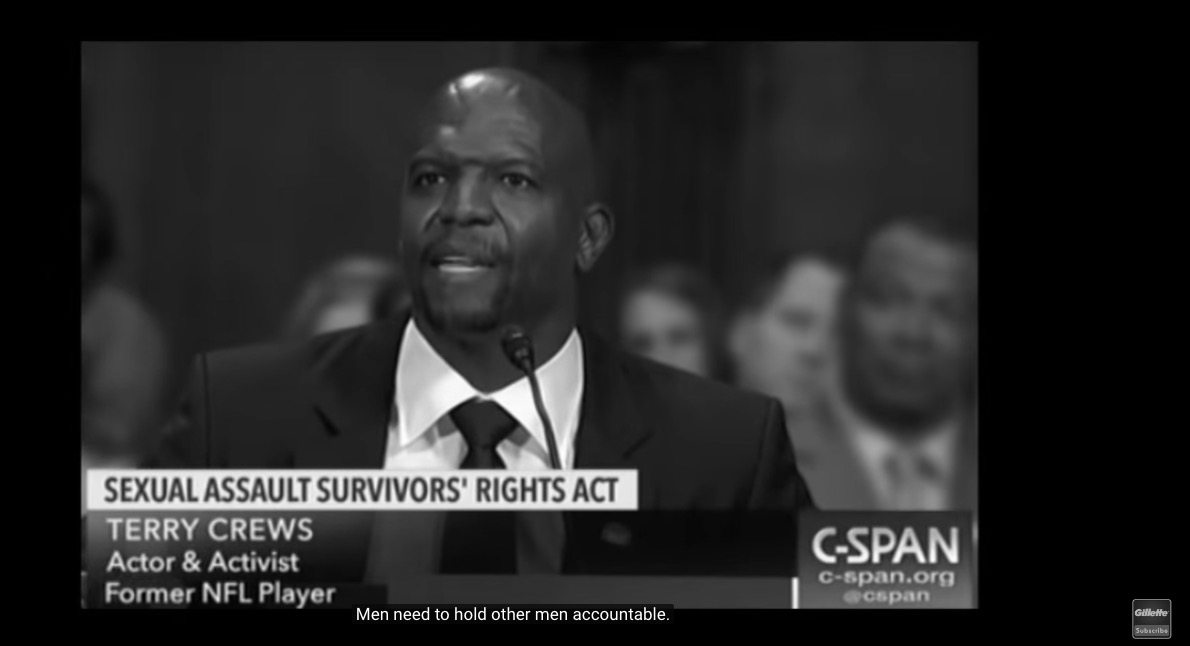 SEXUAL ASSAULT SURVIVORS' RIGHTS ACT
TERRY CREWS
Actor & Activist
Former NFL Player
C-SPAN
c-span.org
@cspan
Men need to hold other men accountable.
Gillette
Subscribe